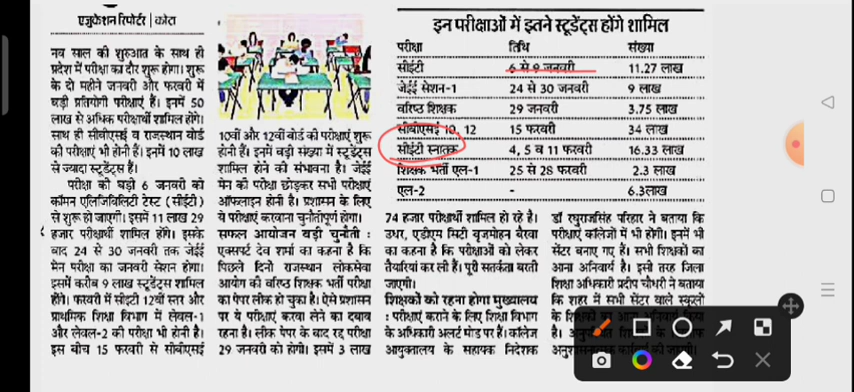 एजुकेशन रिपोर्टर | कोटा
नव साल की शुरुआत के साथ ही
प्रदेश में परीक्षा का दौर शुरू होगा। शुरू
के दो महीने जनवरी और फरवरी में
बड़ी प्रतियोगी परीक्षाएं हैं। इनमें 50
लाख से अधिक परीक्षार्थी शामिल होंगे।
साथ ही सीबीएसई व राजस्थान बोर्ड
की परीक्षाएं भी होनी है। इनमें 10 लाख
से ज्यादा स्टूडेंट्स हैं।
परीक्षा की घड़ी 6 जनवरी को
कॉमन एलिजिविलिटी टेस्ट (सीईटी)
से शुरू हो जाएगी। इसमें 11 लाख 29
हजार परीक्षार्थी शामिल होंगे। इसके
बाद 24 से 30 जनवरी तक जेईई
मेन परीक्षा का जनवरी सेशन होगा।
इसमें करीब 9 लाख स्टूडेंट्स शामिल
होंगे। फरवरी में सीईटी 12वीं स्तर और
प्राथमिक शिक्षा विभाग में लेवल-1
और लेवल-2 की परीक्षा भी होनी है।
इस बीच 15 फरवरी से सीबीएसई
10वीं और 12वीं बोर्ड की परीक्षाएं शुरू
होनी हैं। इनमें बड़ी संख्या में स्टूडेंट्स
शामिल होने की संभावना है। जेईई
मेन की परीक्षा छोड़कर सभी परीक्षाएं
ऑफलाइन होनी है। प्रशासन के लिए
ये परीक्षाएं करवाना चुनौतीपूर्ण होगा।
सफल आयोजन बड़ी चुनौती :
एक्सपर्ट देव शर्मा का कहना है कि
पिछले दिनों राजस्थान लोकसेवा
आयोग की वरिष्ठ शिक्षक भर्ती परीक्षा
का पेपर लीक हो चुका है। ऐसे प्रशासन
पर ये परीक्षाएं करवा लेने का दबाव
रहना है। लीक पेपर के बाद रद्द परीक्षा
29 जनवरी को होगी। इसमें 3 लाख
इन परीक्षाओं में इतने स्टूडेंट्स होंगे शामिल
परीक्षा तिथि संख्या
सीईटी 6 से 9 जनवरी 11.27 लाख
जेईई सेशन-1 24 से 30 जनवरी 9 लाख
वरिष्ठ शिक्षक 29 जनवरी 3.75 लाख
सीबीएसई 10, 12 15 फरवरी 34 लाख
सीईटी स्नातक 4, 5 व 11 फरवरी 16.33 लाख
शिक्षक भर्ती एल-1 25 से 28 फरवरी 2.3 लाख
एल-2 - 6.3लाख
74 हजार परीक्षार्थी शामिल हो रहे है।
उधर, एडीएम सिटी बृजमोहन बैरवा
का कहना है कि परीक्षाओं को लेकर
तैयारियां कर ली हैं। पूरी सतर्कता बरती
जाएगी।
शिक्षकों को रहना होगा मुख्यालय
: परीक्षाएं कराने के लिए शिक्षा विभाग
के अधिकारी अलर्ट मोड पर हैं। कॉलेज
आयुक्तालय के सहायक निदेशक
डॉ रघुराजसिंह परिहार ने बताया कि
परीक्षाएं कॉलेजों में भी होंगी। इनमें भी
सेंटर बनाए गए हैं। सभी शिक्षकों का
आना अनिवार्य है। इसी तरह जिला
शिक्षा अधिकारी प्रदीप चौधरी ने बताया
कि शहर में सभी सेंटर वाले स्कूलों
के
है।